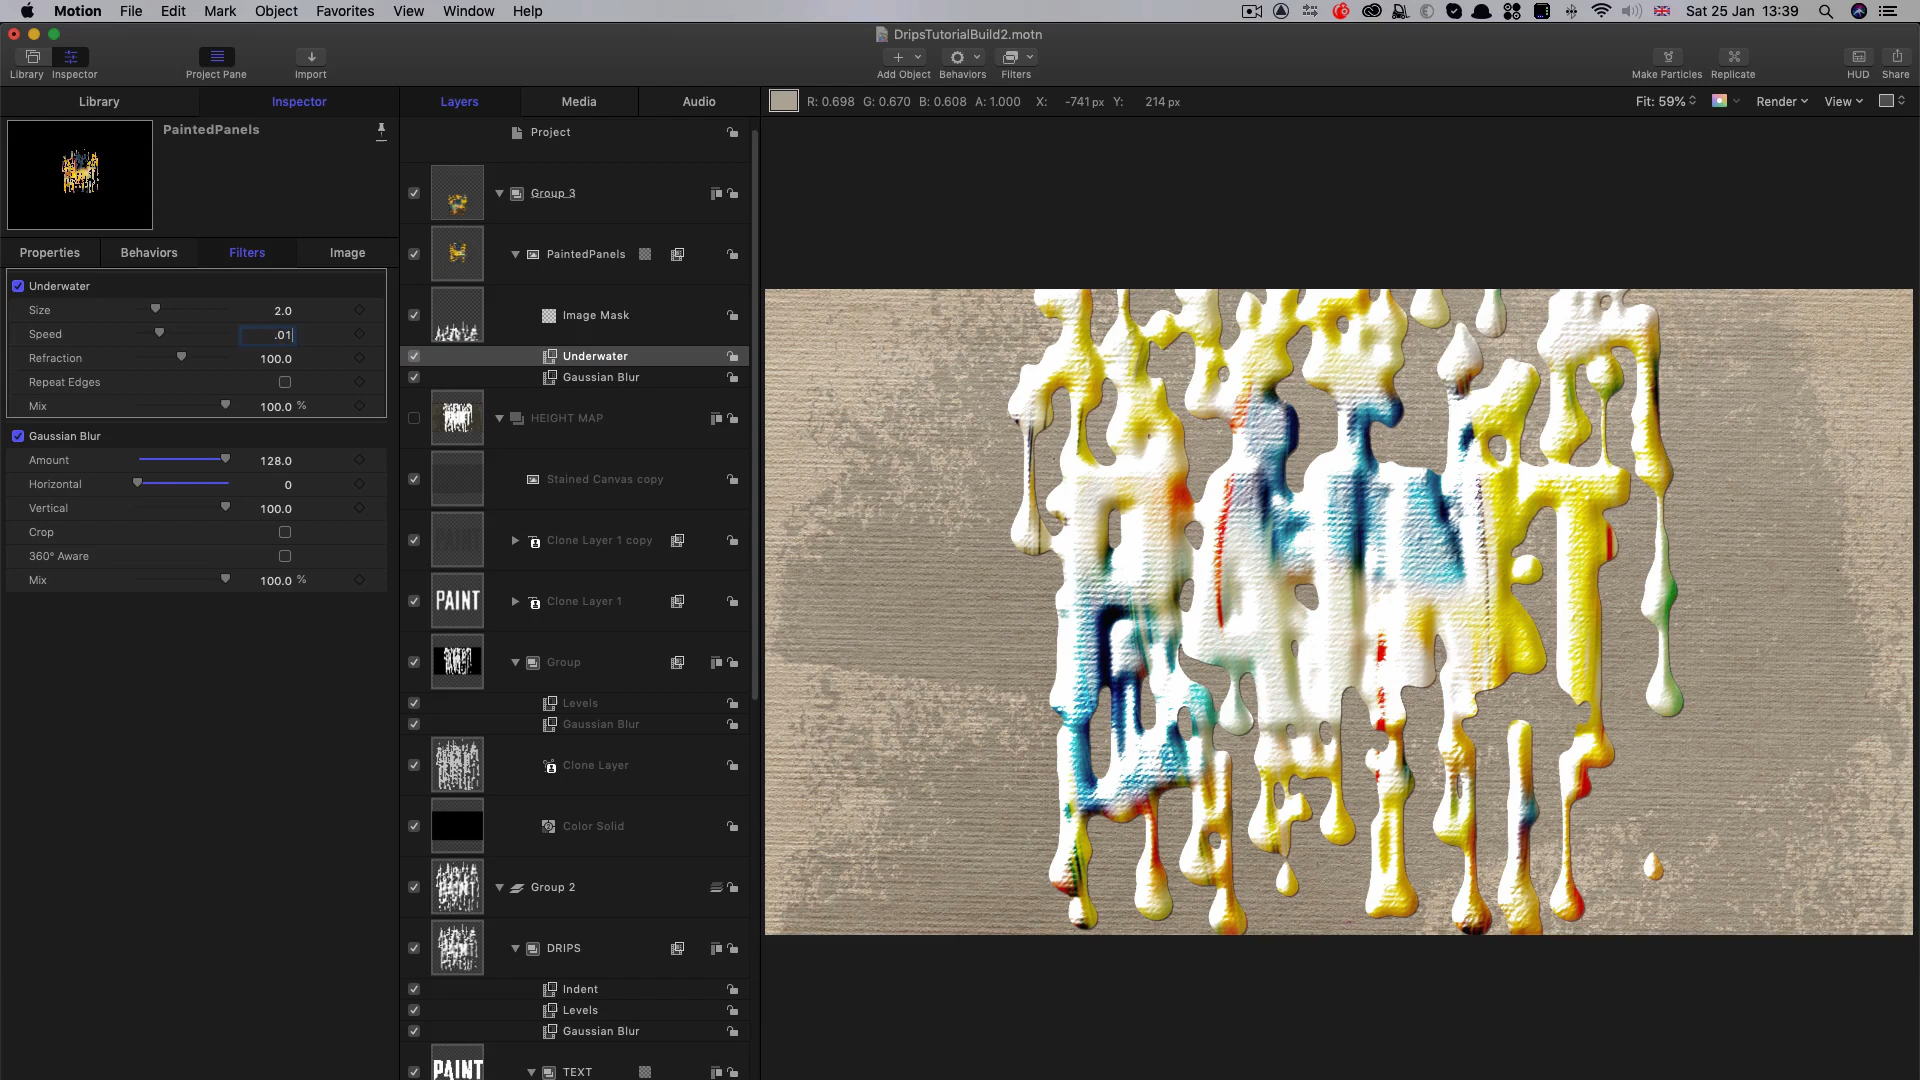 Motion File Edit Mark Object Favorites View Window Help Sat 25 Jan 13:39
DripsTutorialBuild2.motn
Library Inspector Project Pane Import Add Object Behaviors Filters Make Particles Replicate HUD Share
Library Inspector Layers Media Audio R: 0.698 G: 0.670 B: 0.608 A: 1.000 X: -741 px Y: 214 px Fit: 59% Render View
PaintedPanels
Properties Behaviors Filters Image
Underwater
Size 2.0
Speed .01
Refraction 100.0
Repeat Edges
Mix 100.0 %
Gaussian Blur
Amount 128.0
Horizontal 0
Vertical 100.0
Crop
360° Aware
Mix 100.0 %
Project
Group 3
PaintedPanels
Image Mask
Underwater
Gaussian Blur
HEIGHT MAP
Stained Canvas copy
Clone Layer 1 copy
PAINT Clone Layer 1
Group
Levels
Gaussian Blur
Clone Layer
Color Solid
Group 2
DRIPS
Indent
Levels
Gaussian Blur
PAINT TEXT